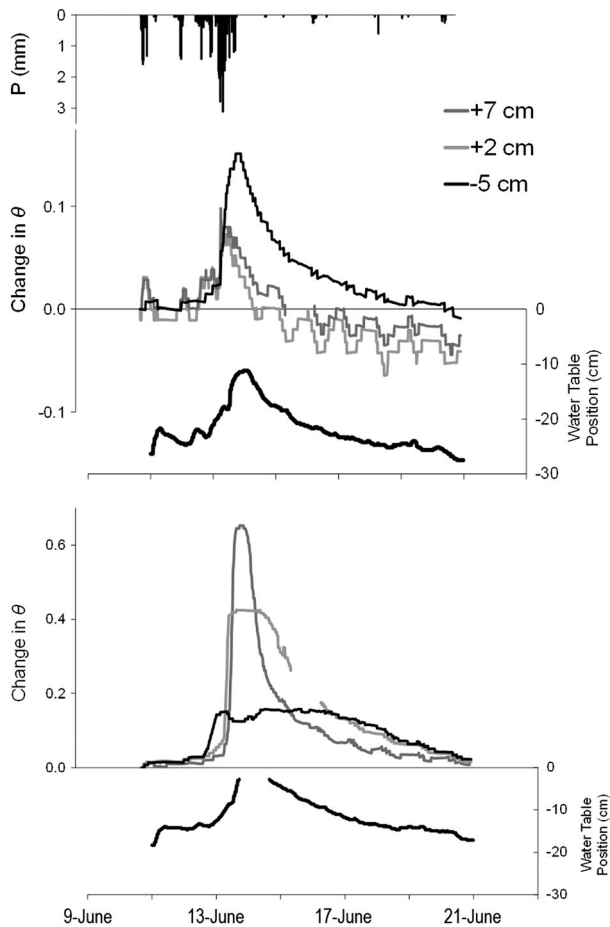 P (mm)
0
1
2
3
+7 cm
+2 cm
-5 cm
Change in θ
0.1
0.0
-0.1
0
-10
-20
-30
Water Table
Position (cm)
Change in θ
0.6
0.4
0.2
0.0
0
-10
-20
-30
Water Table
Position (cm)
9-June
13-June
17-June
21-June